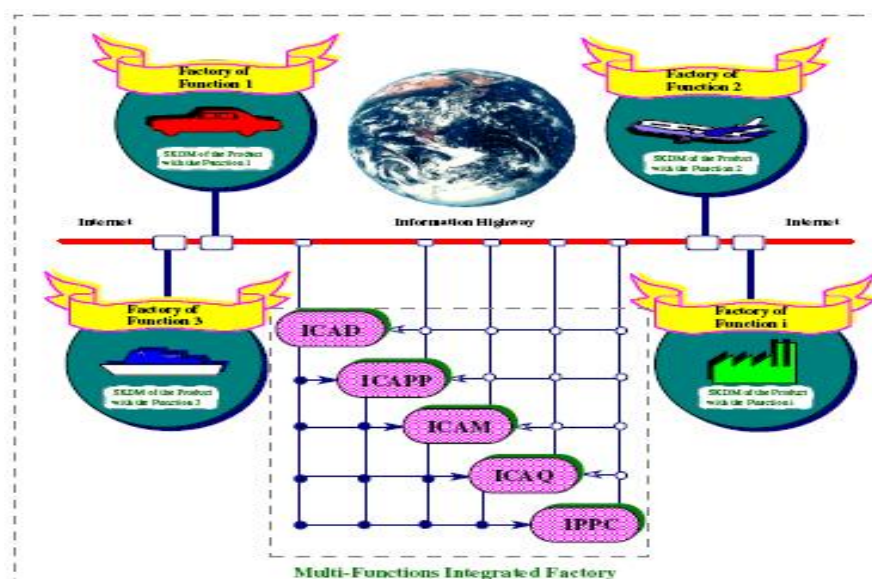 Factory of
Function 1
SKDM of the Product
with the Function 1
Factory of
Function 2
SKDM of the Product
with the Function 2
Internet
Information Highway
Internet
Factory of
Function 3
SKDM of the Product
with the Function 3
Factory of
Function i
SKDM of the Product
with the Function i
ICAD
ICAPP
ICAM
ICAQ
IPPC
Multi-Functions Integrated Factory